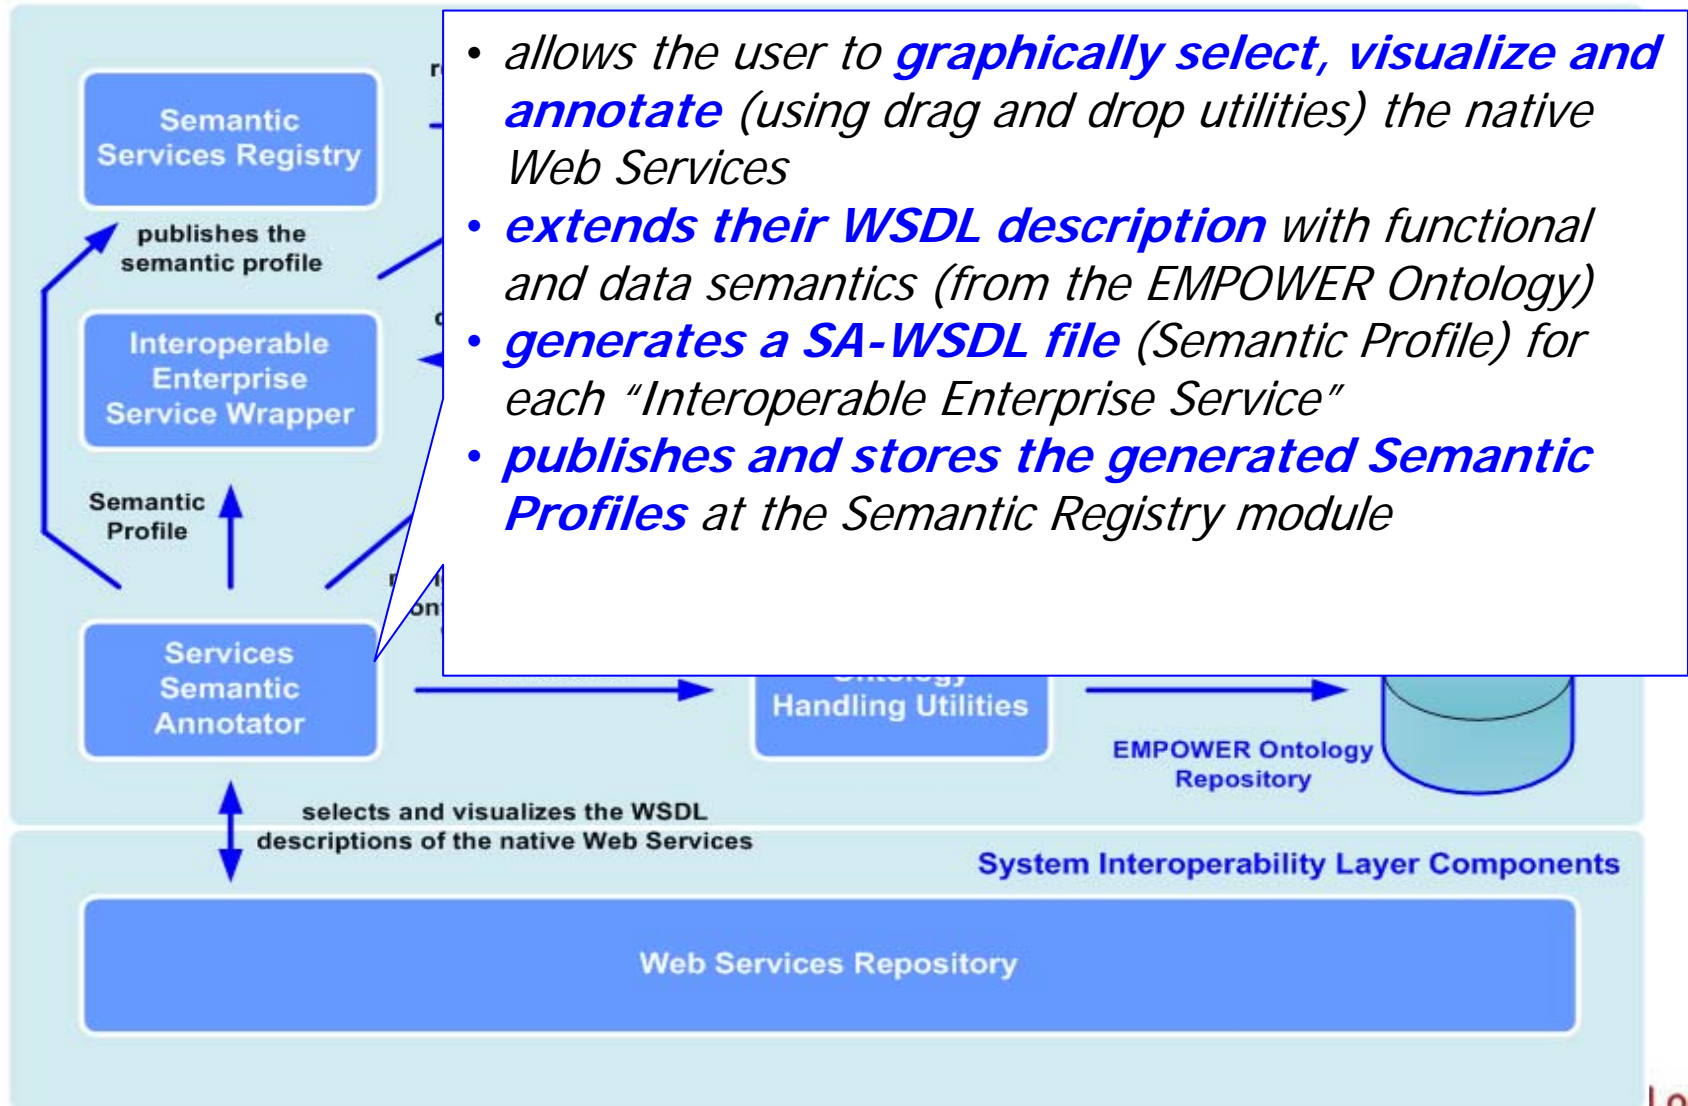 • allows the user to graphically select, visualize and
annotate (using drag and drop utilities) the native
Web Services
• extends their WSDL description with functional
and data semantics (from the EMPOWER Ontology)
• generates a SA-WSDL file (Semantic Profile) for
each “Interoperable Enterprise Service”
• publishes and stores the generated Semantic
Profiles at the Semantic Registry module
Semantic
Services Registry
publishes the
semantic profile
Interoperable
Enterprise
Service Wrapper
Semantic
Profile
Services
Semantic
Annotator
Ontology
Handling Utilities
EMPOWER Ontology
Repository
selects and visualizes the WSDL
descriptions of the native Web Services
System Interoperability Layer Components
Web Services Repository